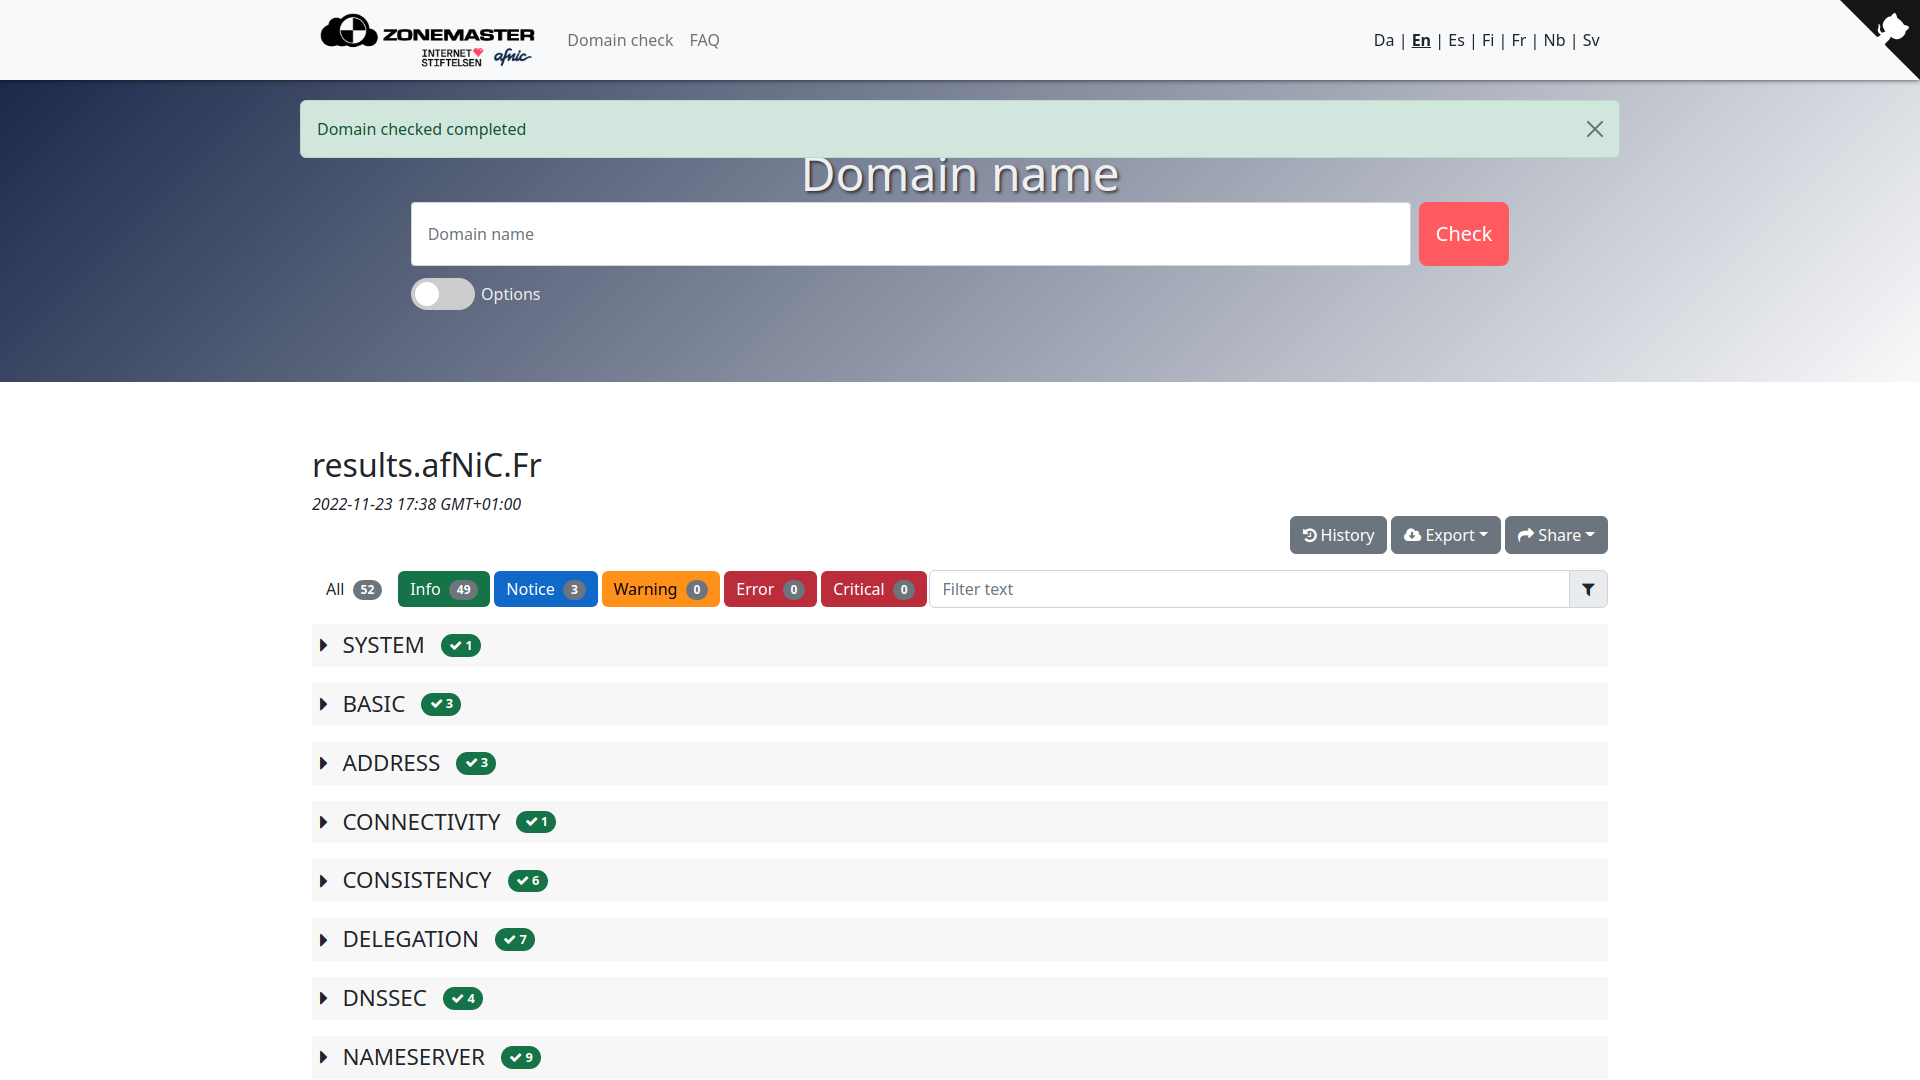 ZONEMASTER
INTERNET
STIFTELSEN afnic
Domain check FAQ
Da | En | Es | Fi | Fr | Nb | Sv
Domain checked completed
Domain name
Domain name
Check
Options
results.afNiC.Fr
2022-11-23 17:38 GMT+01:00
History Export Share
All 52 Info 49 Notice 3 Warning 0 Error 0 Critical 0 Filter text
SYSTEM 1
BASIC 3
ADDRESS 3
CONNECTIVITY 1
CONSISTENCY 6
DELEGATION 7
DNSSEC 4
NAMESERVER 9